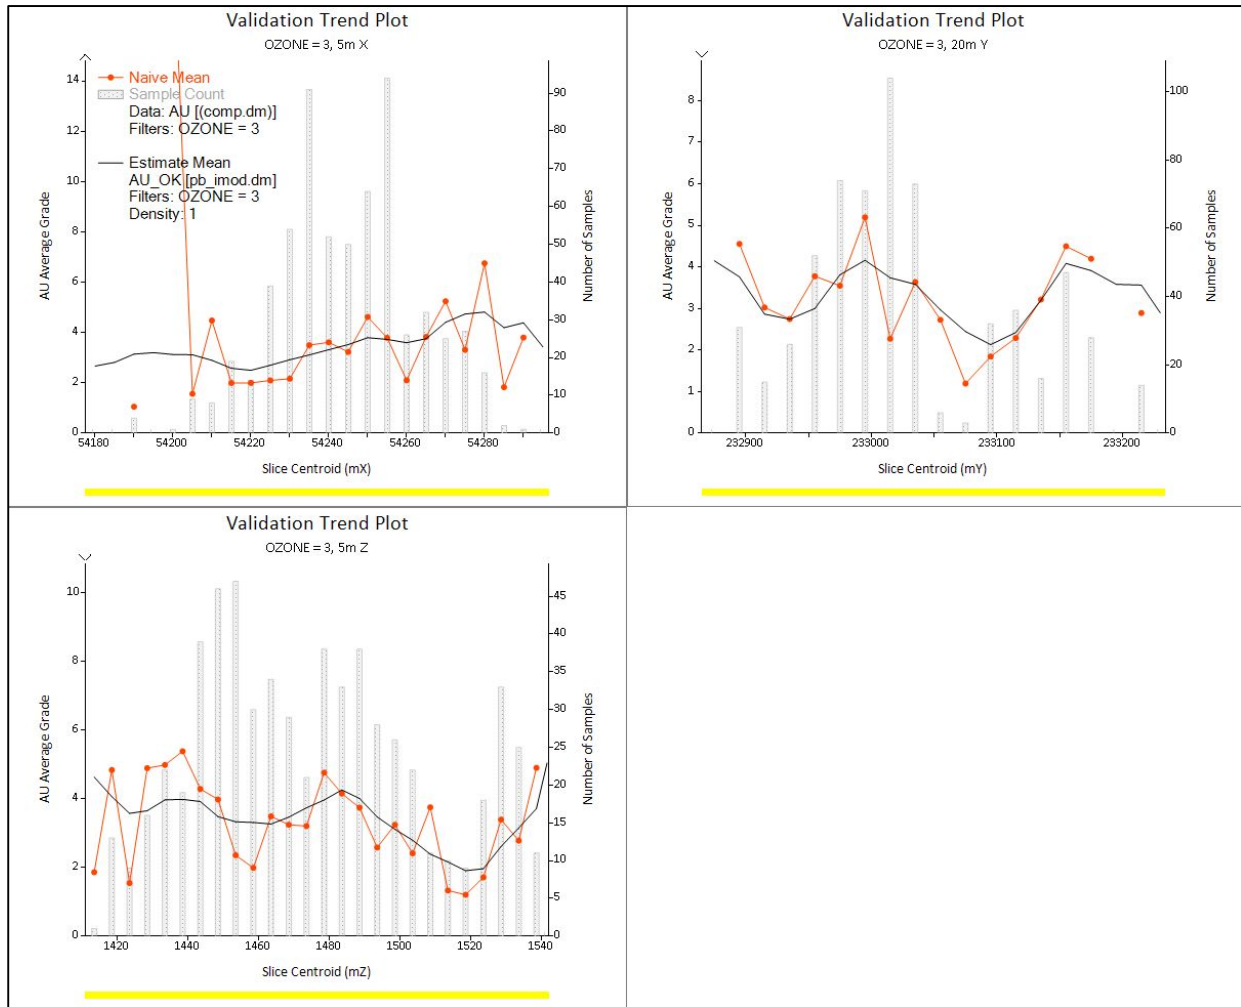 Validation Trend Plot
OZONE = 3, 5m X
Naive Mean
Sample Count
Data: AU [(comp.dm)]
Filters: OZONE = 3
Estimate Mean
AU_OK [pb_imod.dm]
Filters: OZONE = 3
Density: 1
AU Average Grade
14
12
10
8
6
4
2
0
Number of Samples
90
80
70
60
50
40
30
20
10
0
54180
54200
54220
54240
54260
54280
Slice Centroid (mX)
Validation Trend Plot
OZONE = 3, 20m Y
AU Average Grade
8
7
6
5
4
3
2
1
0
Number of Samples
100
80
60
40
20
0
232900
233000
233100
233200
Slice Centroid (mY)
Validation Trend Plot
OZONE = 3, 5m Z
AU Average Grade
10
8
6
4
2
0
Number of Samples
45
40
35
30
25
20
15
10
5
0
1420
1440
1460
1480
1500
1520
1540
Slice Centroid (mZ)